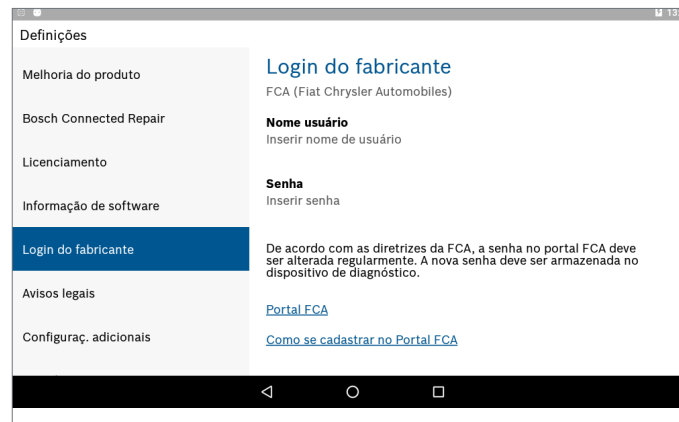 Definições
Melhoria do produto
Bosch Connected Repair
Licenciamento
Informação de software
Login do fabricante
Avisos legais
Configuraç. adicionais
Login do fabricante
FCA (Fiat Chrysler Automobiles)
Nome usuário
Inserir nome de usuário
Senha
Inserir senha
De acordo com as diretrizes da FCA, a senha no portal FCA deve
ser alterada regularmente. A nova senha deve ser armazenada no
dispositivo de diagnóstico.
Portal FCA
Como se cadastrar no Portal FCA